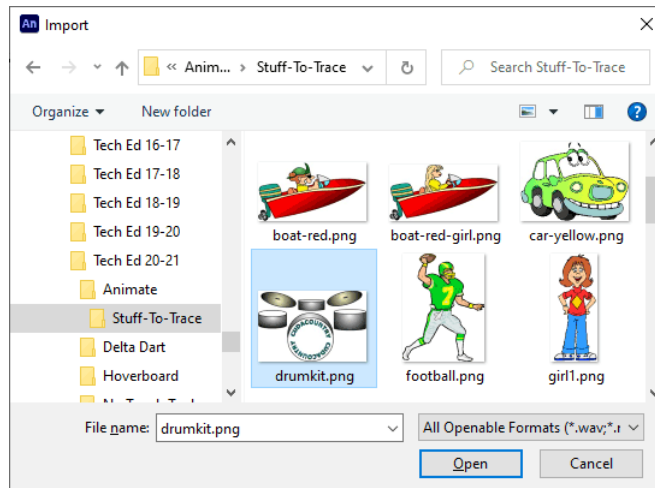 An Import
« Anim... > Stuff-To-Trace
Search Stuff-To-Trace
Organize
New folder
?
Tech Ed 16-17
Tech Ed 17-18
Tech Ed 18-19
Tech Ed 19-20
Tech Ed 20-21
Animate
Stuff-To-Trace
Delta Dart
Hoverboard
boat-red.png
boat-red-girl.png
car-yellow.png
CUDACOUNTRY
CUDACOUNTRY
7
drumkit.png
football.png
girl1.png
File name: drumkit.png
All Openable Formats (*.wav;*.r
Open
Cancel